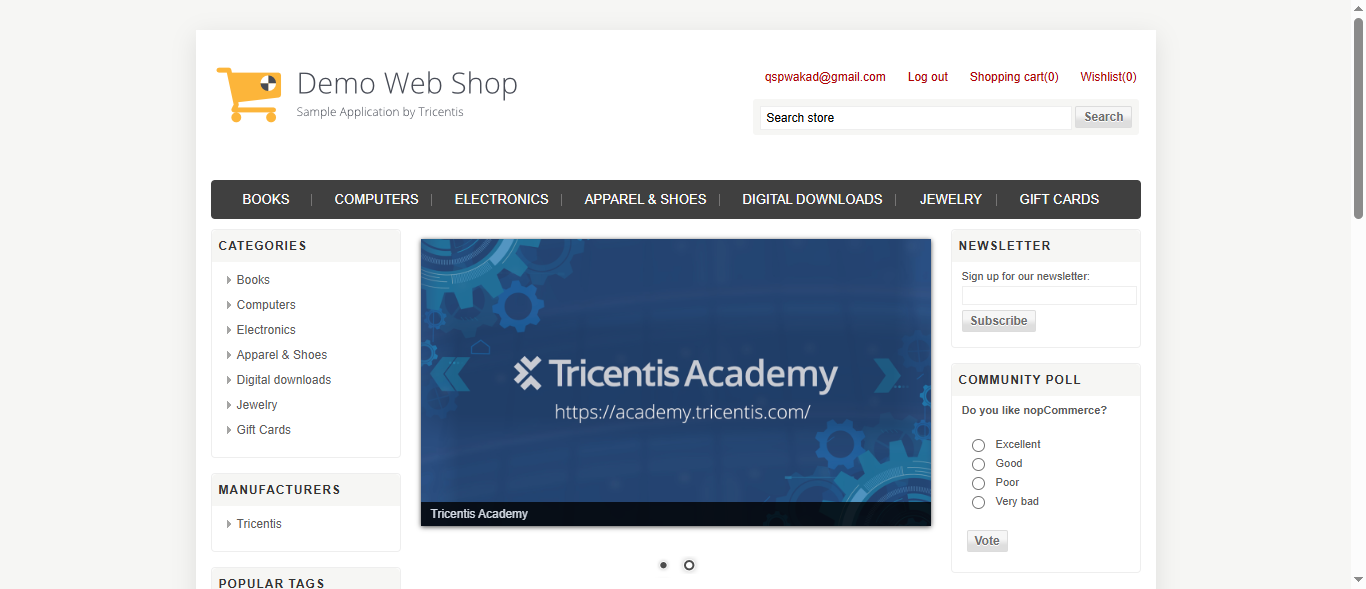 Demo Web Shop
Sample Application by Tricentis
qspwakad@gmail.com Log out Shopping cart(0) Wishlist(0)
Search store Search
BOOKS COMPUTERS ELECTRONICS APPAREL & SHOES DIGITAL DOWNLOADS JEWELRY GIFT CARDS
CATEGORIES
Books
Computers
Electronics
Apparel & Shoes
Digital downloads
Jewelry
Gift Cards
MANUFACTURERS
Tricentis
POPULAR TAGS
Tricentis Academy
https://academy.tricentis.com/
Tricentis Academy
NEWSLETTER
Sign up for our newsletter:
Subscribe
COMMUNITY POLL
Do you like nopCommerce?
Excellent
Good
Poor
Very bad
Vote